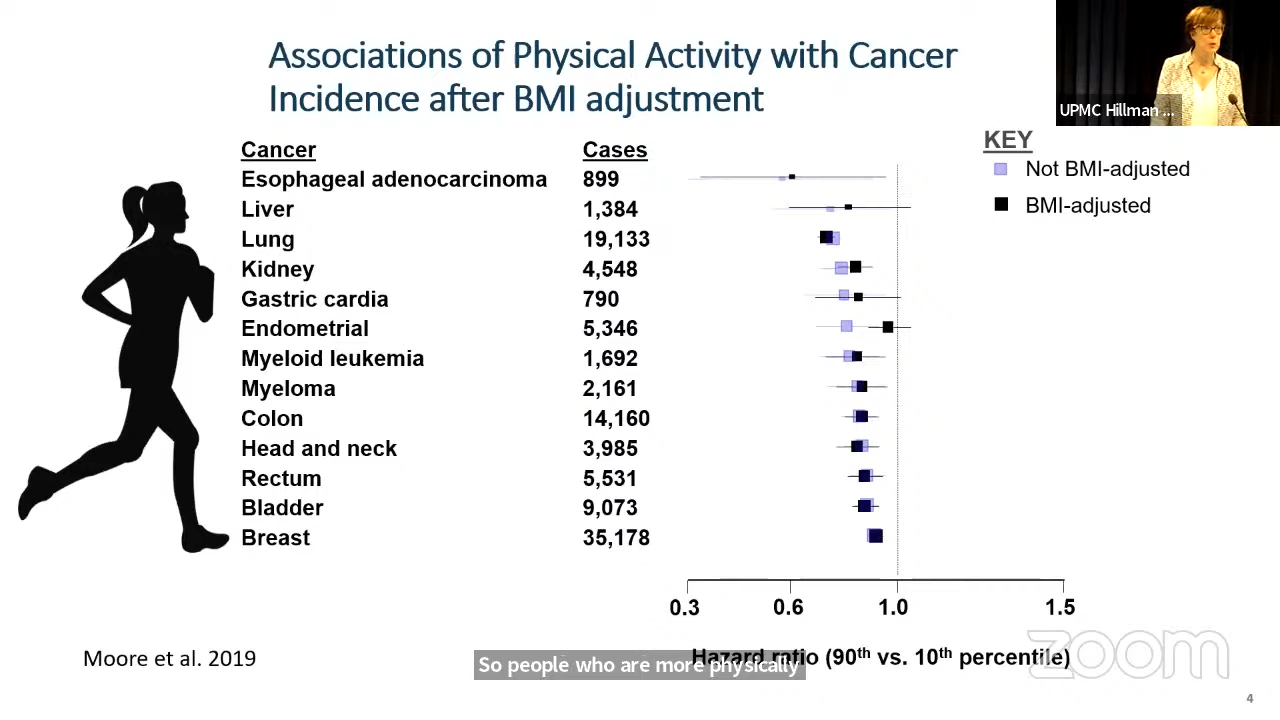 Associations of Physical Activity with Cancer
Incidence after BMI adjustment
UPMC Hillman ...
KEY
Not BMI-adjusted
BMI-adjusted
Cancer Cases
Esophageal adenocarcinoma 899
Liver 1,384
Lung 19,133
Kidney 4,548
Gastric cardia 790
Endometrial 5,346
Myeloid leukemia 1,692
Myeloma 2,161
Colon 14,160
Head and neck 3,985
Rectum 5,531
Bladder 9,073
Breast 35,178
0.3 0.6 1.0 1.5
Hazard ratio (90th vs. 10th percentile)
Moore et al. 2019
So people who are more physically
zoom
4